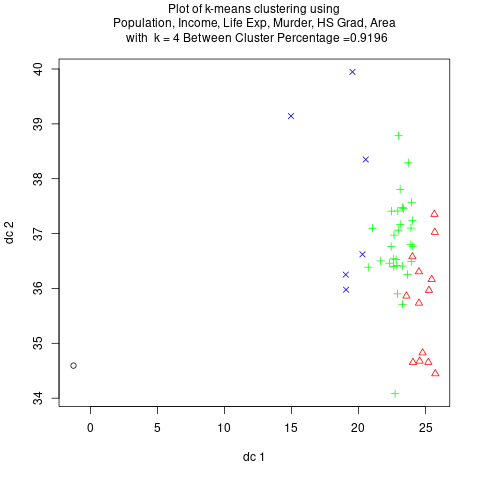 Plot of k-means clustering using
Population, Income, Life Exp, Murder, HS Grad, Area
with k = 4 Between Cluster Percentage =0.9196
40
39
38
37
36
35
34
dc 2
0 5 10 15 20 25
dc 1